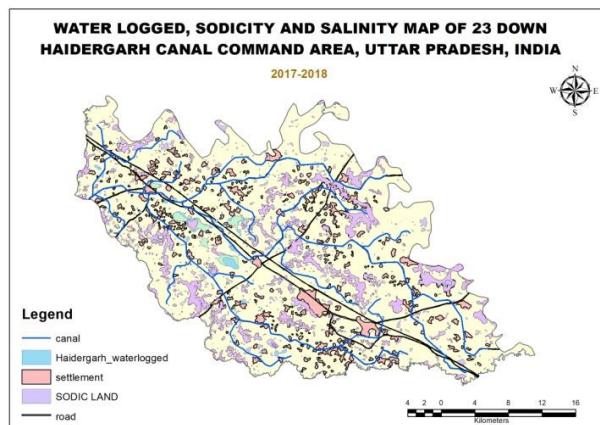 WATER LOGGED, SODICITY AND SALINITY MAP OF 23 DOWN
HAIDERGARH CANAL COMMAND AREA, UTTAR PRADESH, INDIA
2017-2018
N
W E
S
Legend
canal
Haidergarh_waterlogged
settlement
SODIC LAND
road
4 2 0 4 8 12 16
Kilometers